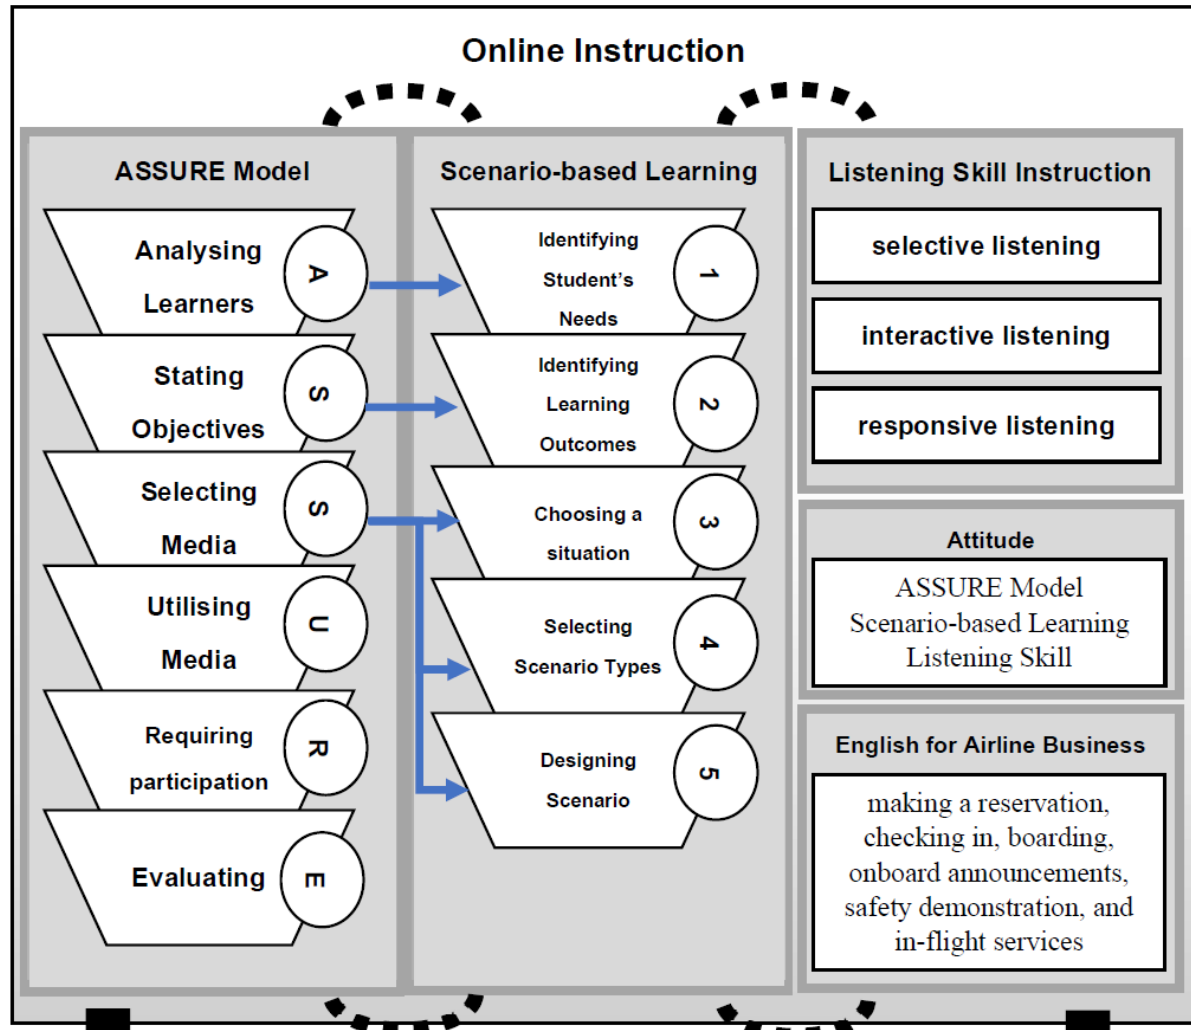 Online Instruction
ASSURE Model
Analysing
Learners
A
Stating
Objectives
S
Selecting
Media
S
Utilising
Media
U
Requiring
participation
R
Evaluating
E
Scenario-based Learning
Identifying
Student's
Needs
1
Identifying
Learning
Outcomes
2
Choosing a
situation
3
Selecting
Scenario Types
4
Designing
Scenario
5
Listening Skill Instruction
selective listening
interactive listening
responsive listening
Attitude
ASSURE Model
Scenario-based Learning
Listening Skill
English for Airline Business
making a reservation,
checking in, boarding,
onboard announcements,
safety demonstration, and
in-flight services